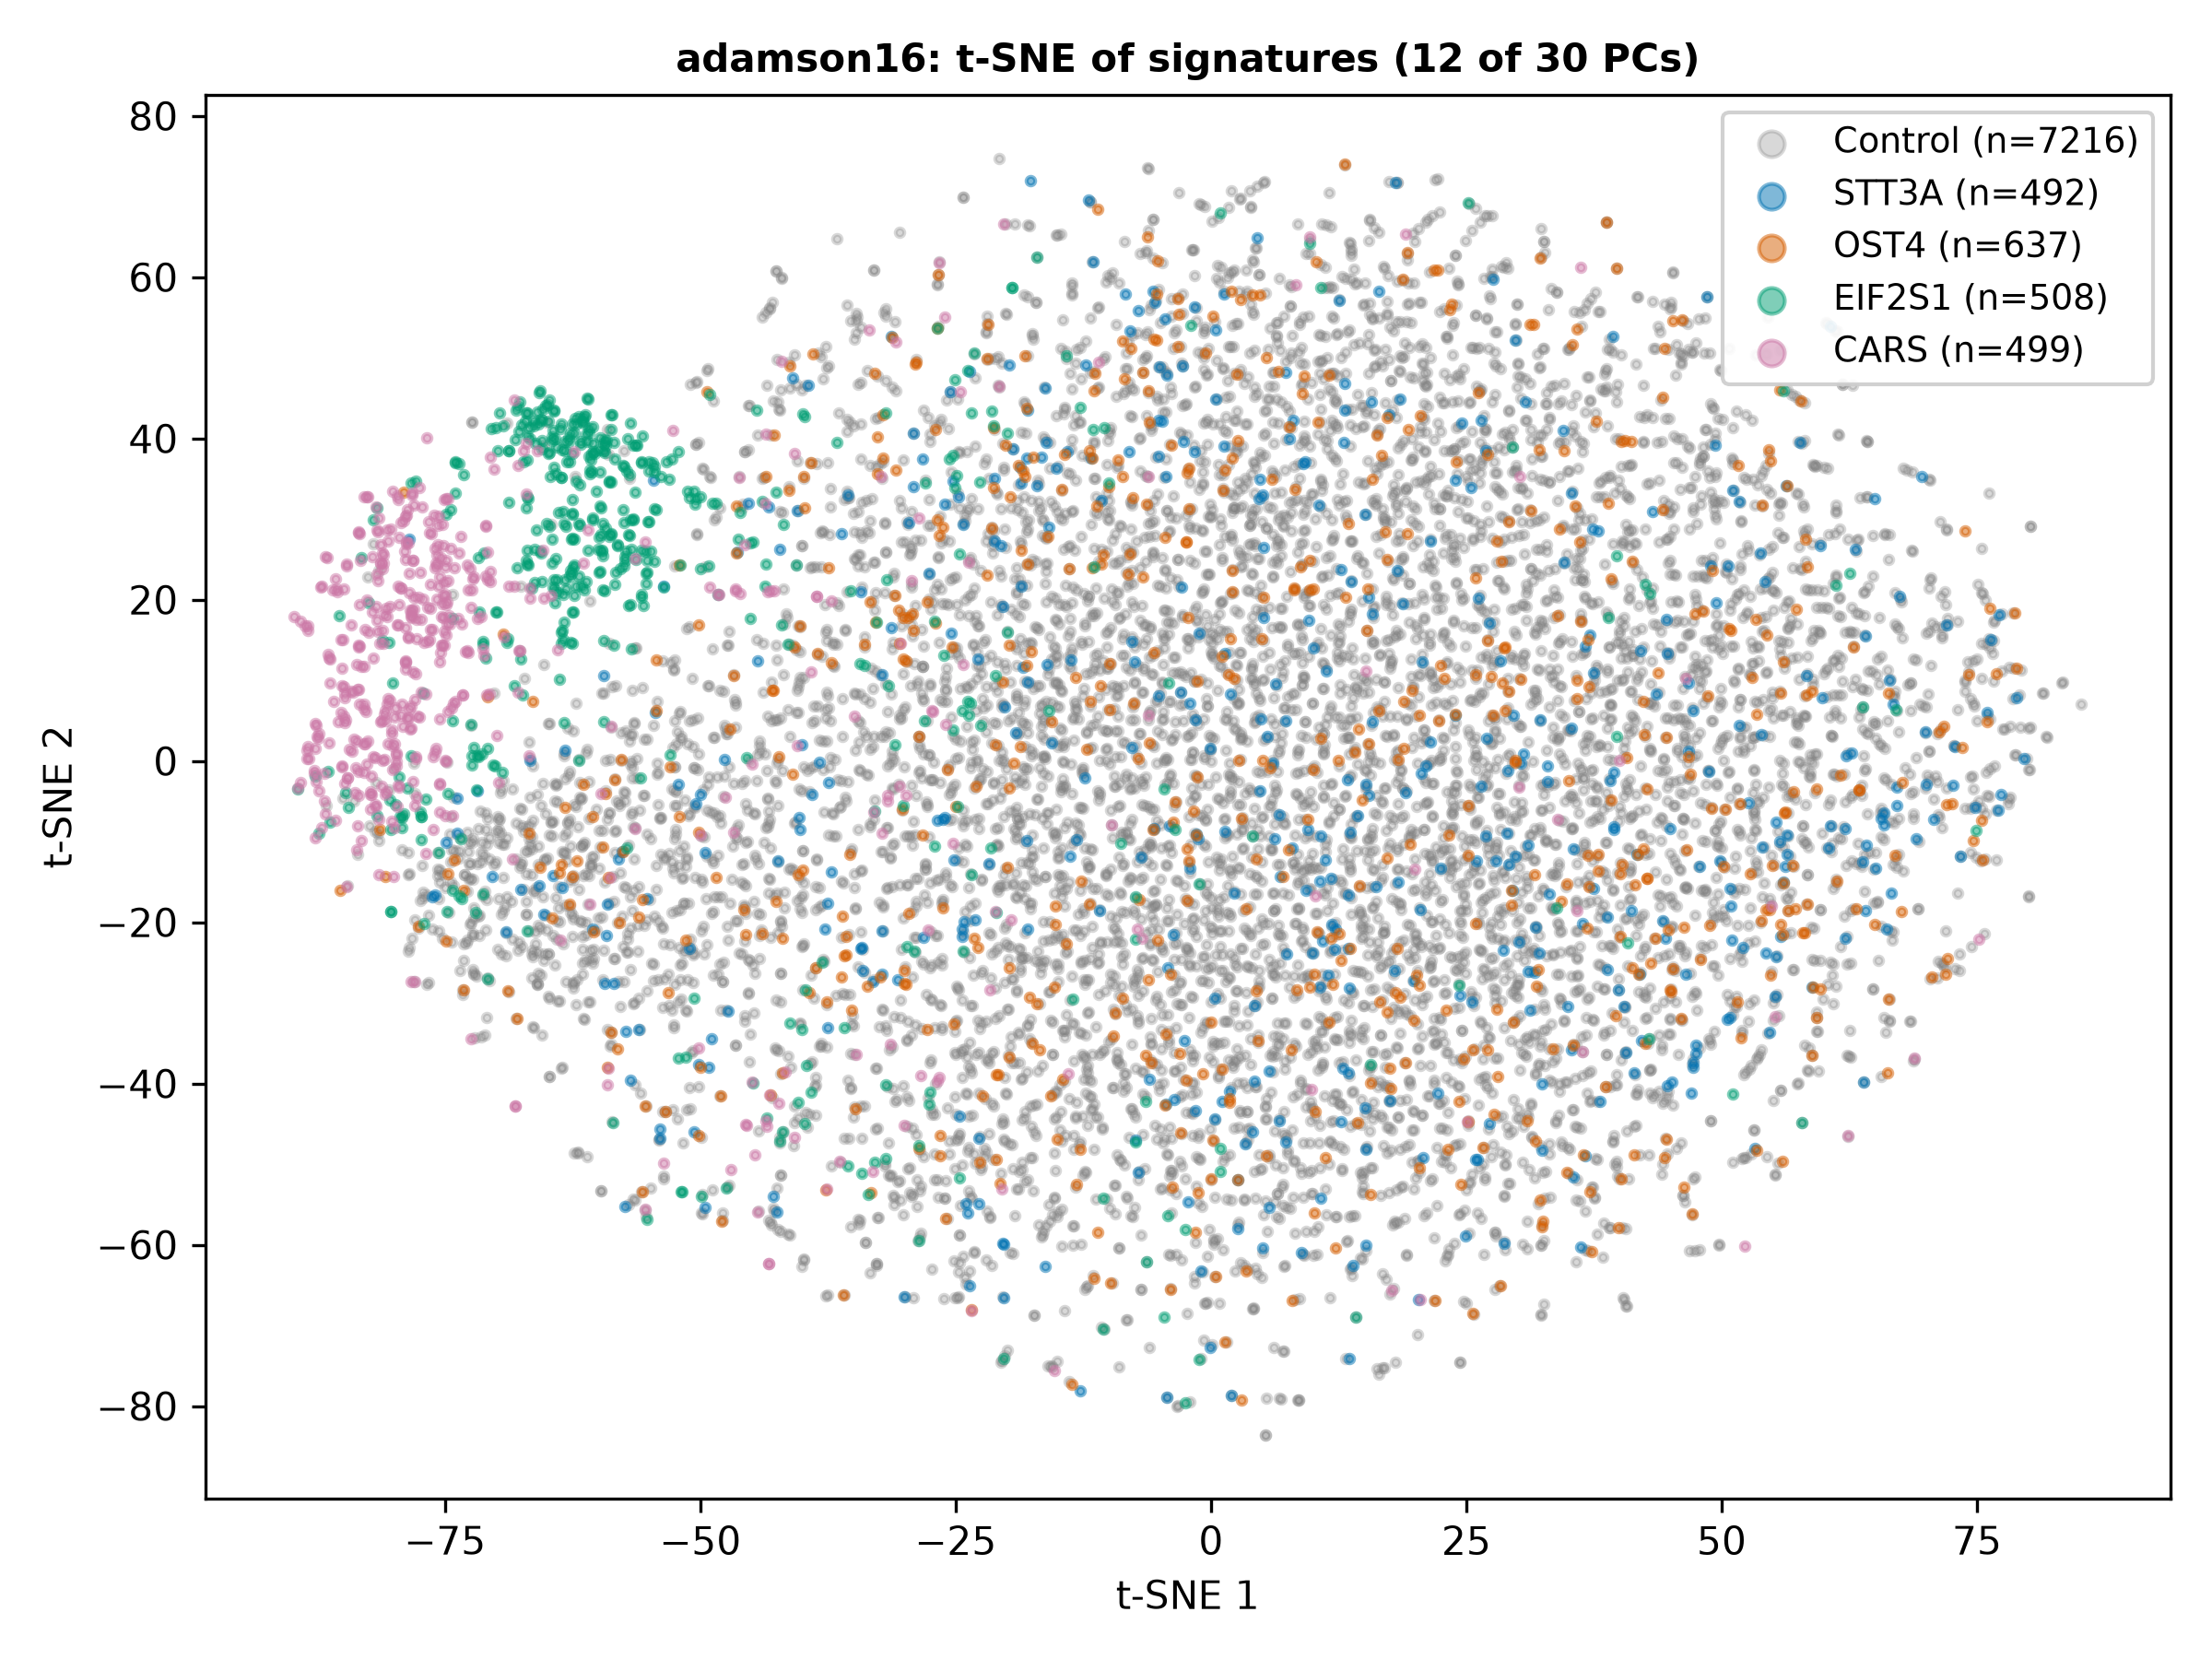 adamson16: t-SNE of signatures (12 of 30 PCs)
80
60
40
20
0
−20
−40
−60
−80
t-SNE 2
Control (n=7216)
STT3A (n=492)
OST4 (n=637)
EIF2S1 (n=508)
CARS (n=499)
−75
−50
−25
0
25
50
75
t-SNE 1